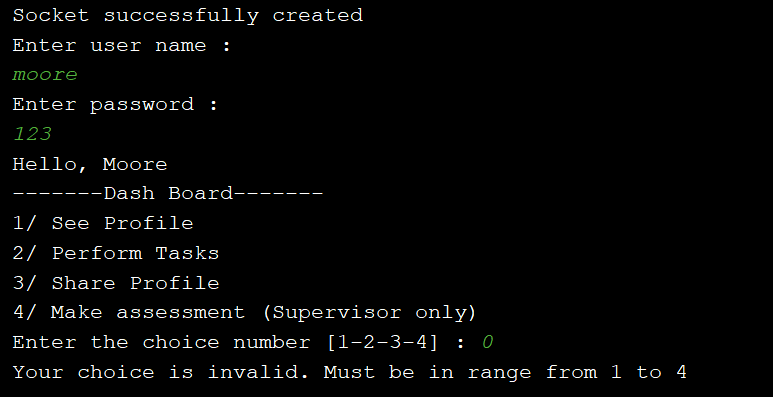 Socket successfully created
Enter user name :
moore
Enter password :
123
Hello, Moore
-------Dash Board-------
1/ See Profile
2/ Perform Tasks
3/ Share Profile
4/ Make assessment (Supervisor only)
Enter the choice number [1-2-3-4] : 0
Your choice is invalid. Must be in range from 1 to 4